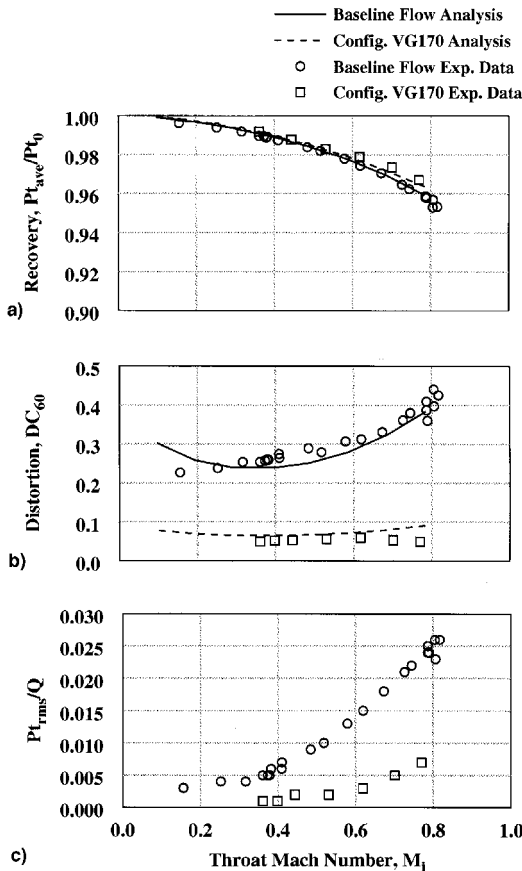 Baseline Flow Analysis
Config. VG170 Analysis
Baseline Flow Exp. Data
Config. VG170 Exp. Data
Recovery, Pt_ave/Pt_0
1.00
0.98
0.96
0.94
0.92
0.90
a)
Distortion, DC_60
0.5
0.4
0.3
0.2
0.1
0.0
b)
Pt_rms/Q
0.030
0.025
0.020
0.015
0.010
0.005
0.000
0.0 0.2 0.4 0.6 0.8 1.0
c)
Throat Mach Number, M_i